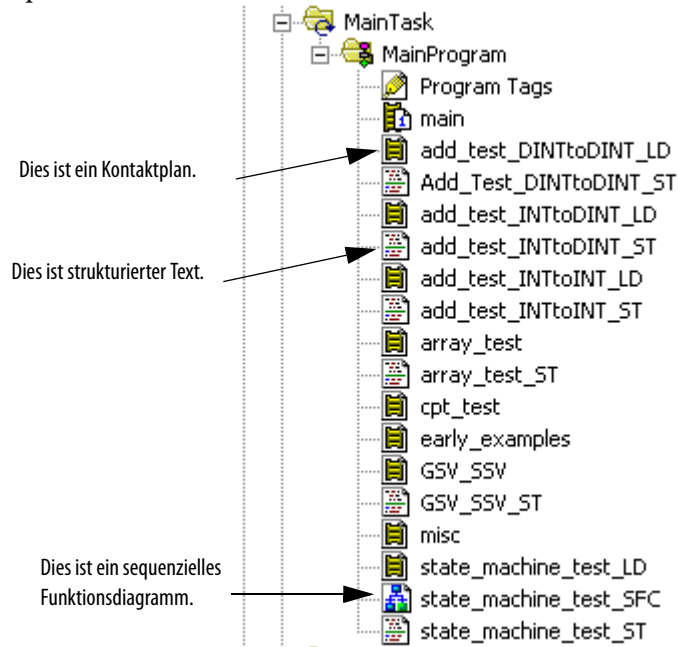 MainTask
MainProgram
Program Tags
main
add_test_DINTtoDINT_LD
Dies ist ein Kontaktplan.
Add_Test_DINTtoDINT_ST
add_test_INTtoDINT_LD
add_test_INTtoDINT_ST
Dies ist strukturierter Text.
add_test_INTtoINT_LD
add_test_INTtoINT_ST
array_test
array_test_ST
cpt_test
early_examples
GSV_SSV
GSV_SSV_ST
misc
state_machine_test_LD
Dies ist ein sequenzielles
Funktionsdiagramm.
state_machine_test_SFC
state_machine_test_ST